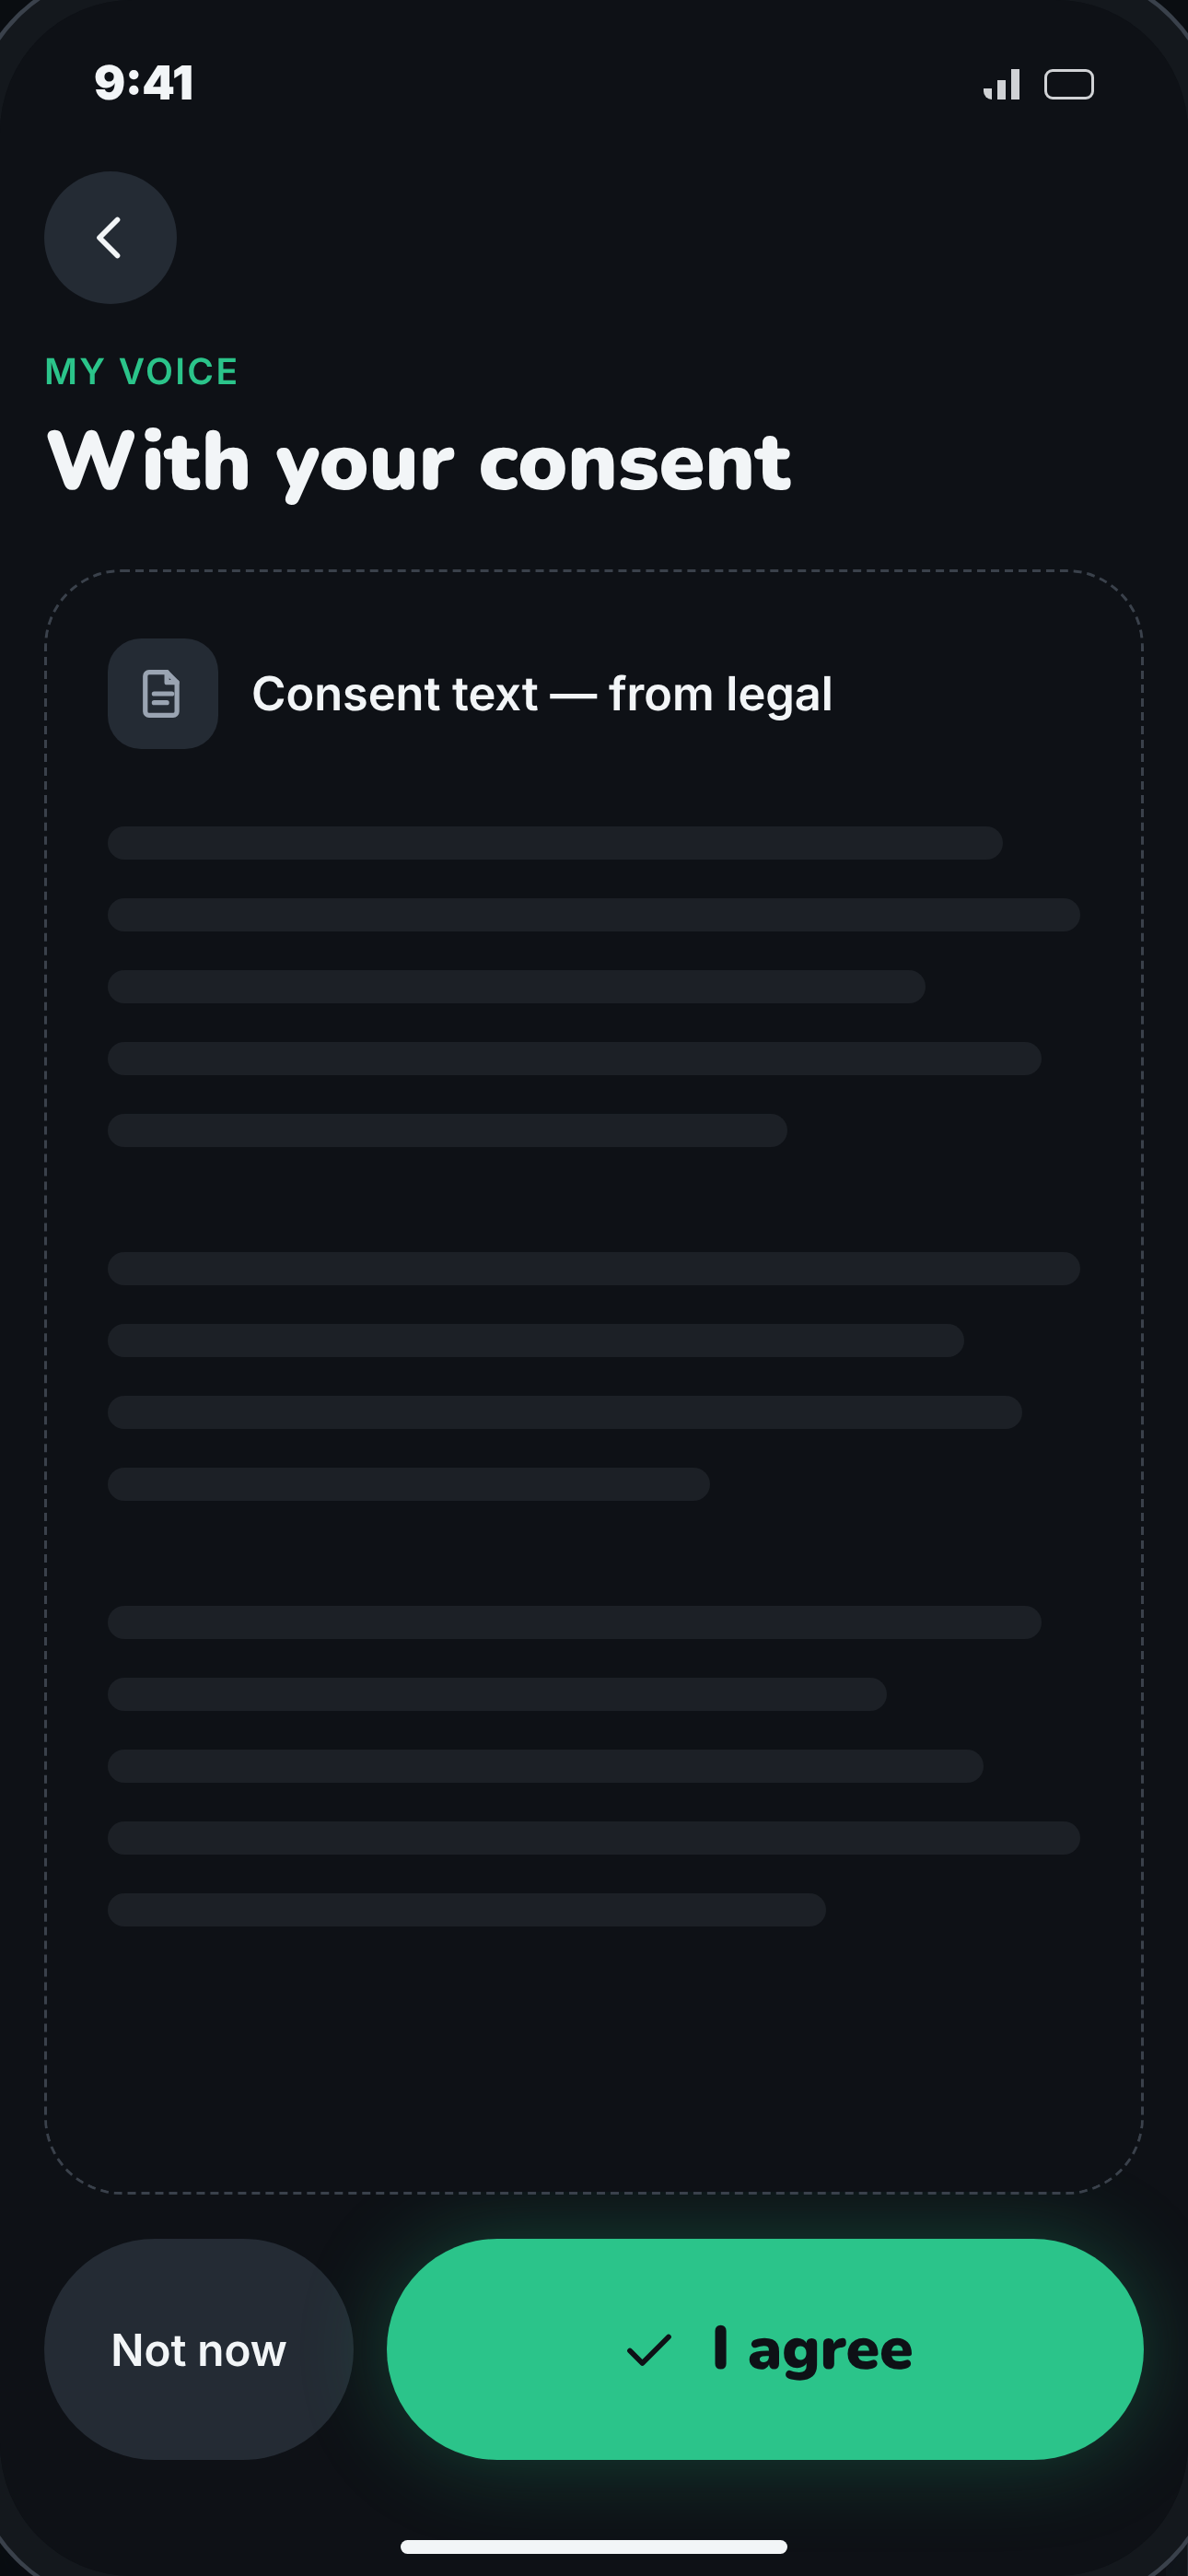 9:41
MY VOICE
With your consent
Consent text — from legal
Not now
I agree